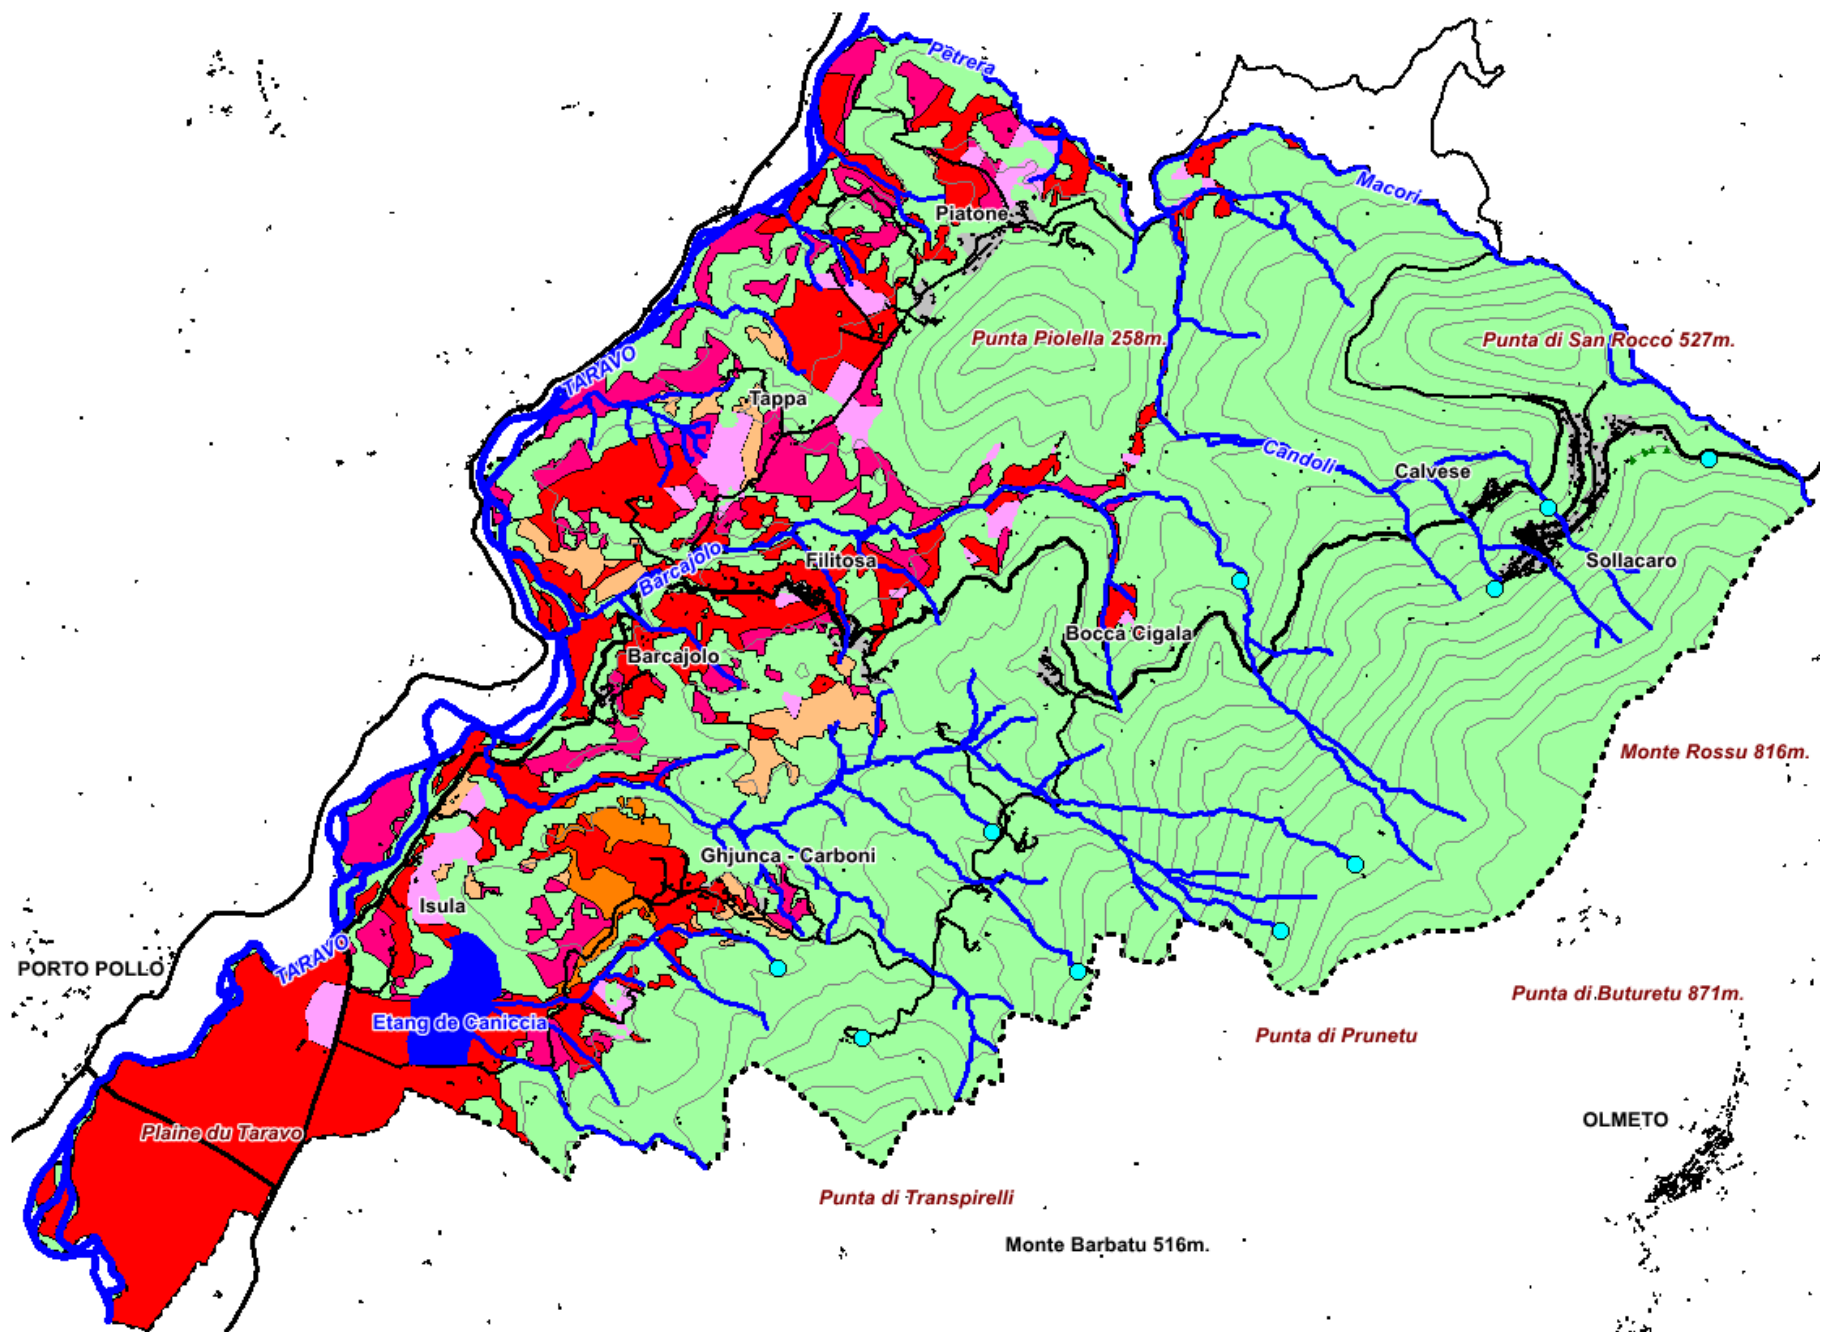 Petrera
Macori
Piatone
Punta Piolella 258m.
Punta di San Rocco 527m.
TARAVO
Tappa
Candoli
Calvese
Barcajolo
Filitosa
Sollacaro
Bocca Cigala
Barcajolo
Monte Rossu 816m.
Ghjunca - Carboni
Isula
TARAVO
PORTO POLLO
Punta di Buturetu 871m.
Etang de Caniccia
Punta di Prunetu
OLMETO
Plaine du Taravo
Punta di Transpirelli
Monte Barbatu 516m.